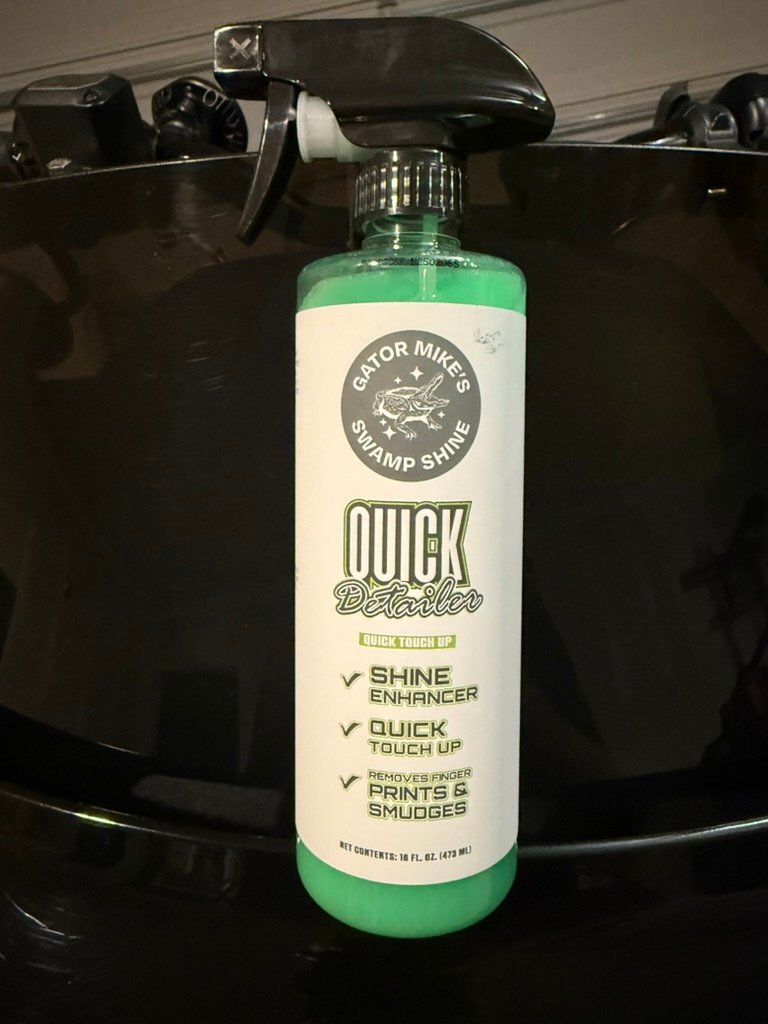 GATOR MIKE'S
SWAMP SHINE
QUICK
Detailer
QUICK TOUCH UP
SHINE
ENHANCER
QUICK
TOUCH UP
REMOVES FINGER
PRINTS &
SMUDGES
NET CONTENTS: 16 FL. OZ. (473 ML)